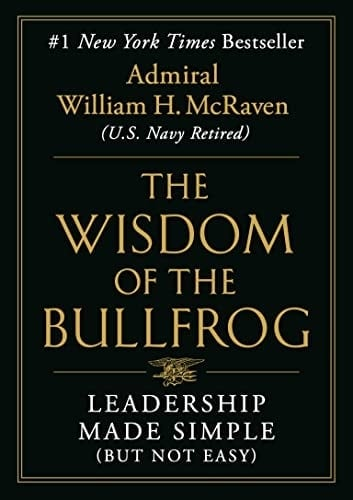 #1 New York Times Bestseller
Admiral
William H. McRaven
(U.S. Navy Retired)
THE
WISDOM
OF THE
BULLFROG
LEADERSHIP
MADE SIMPLE
(BUT NOT EASY)